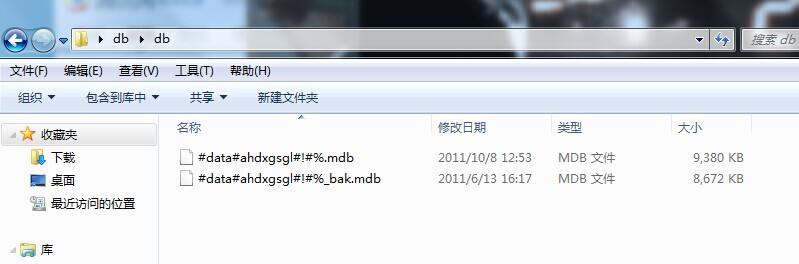 db db 搜索 db
文件(F) 编辑(E) 查看(V) 工具(T) 帮助(H)
组织 包含到库中 共享 新建文件夹
收藏夹 名称 修改日期 类型 大小
下载 #data#ahdxgsgl#!#%.mdb 2011/10/8 12:53 MDB 文件 9,380 KB
桌面 #data#ahdxgsgl#!#%_bak.mdb 2011/6/13 16:17 MDB 文件 8,672 KB
最近访问的位置
库